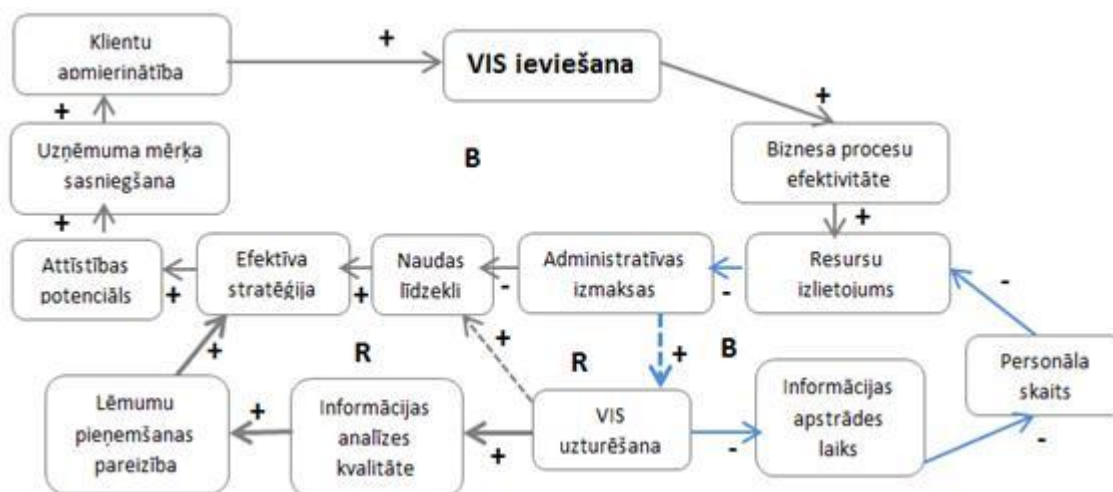 Klientu
apmierinātība
+
VIS ieviešana
+
+
Uzņēmuma mērķa
sasniegšana
B
Biznesa procesu
efektivitāte
+
+
Attīstības
potenciāls
+
Efektīva
stratēģija
+
Naudas
līdzekli
-
Administratīvas
izmaksas
-
Resursu
izlietojums
-
+
R
+
R
+
B
Personāla
skaits
Lēmumu
pieņemšanas
pareizība
+
Informācijas
analīzes
kvalitāte
+
VIS
uzturēšana
-
Informācijas
apstrādes
laiks
-